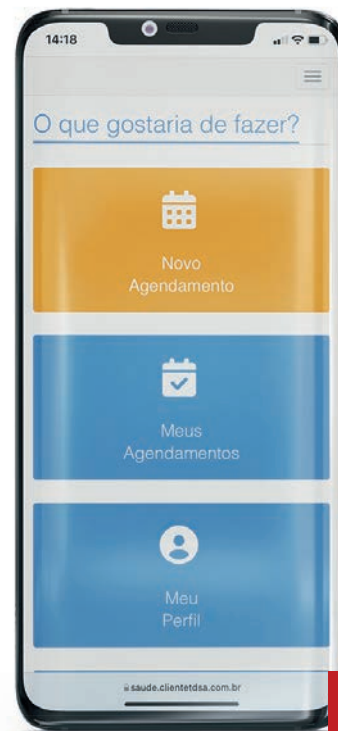 14:18
O que gostaria de fazer?
Novo
Agendamento
Meus
Agendamentos
Meu
Perfil
saude.clientetdsa.com.br